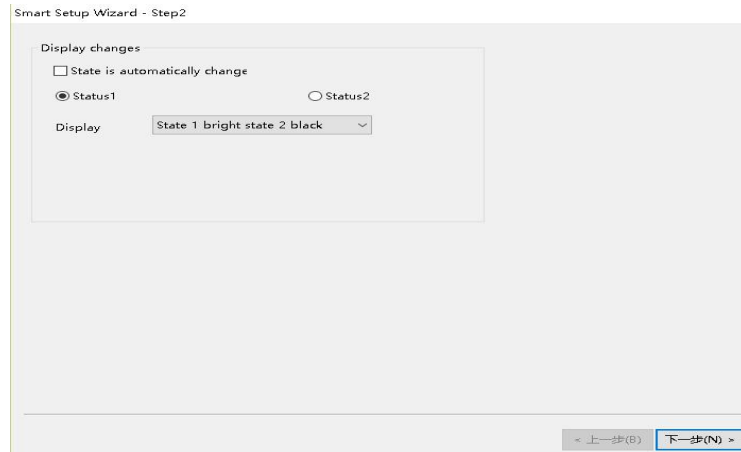 Smart Setup Wizard - Step2
Display changes
State is automatically change
Status1 Status2
Display State 1 bright state 2 black
< 上一步(B) 下一步(N) >